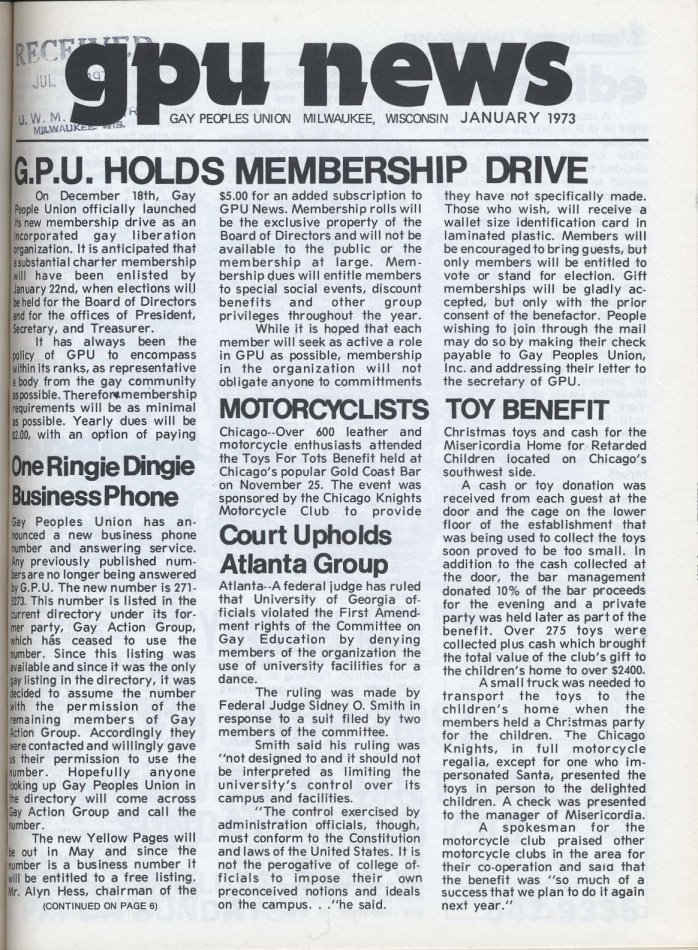 RECEIVED
JUL
U. W. M.
MILWAUKEE WIS.
gpu news
GAY PEOPLES UNION MILWAUKEE, WISCONSIN JANUARY 1973
G.P.U. HOLDS MEMBERSHIP DRIVE
On December 18th, Gay
People Union officially launched
its new membership drive as an
incorporated gay liberation
organization. It is anticipated that
a substantial charter membership
will have been enlisted by
January 22nd, when elections will
be held for the Board of Directors
and for the offices of President,
Secretary, and Treasurer.
It has always been the
policy of GPU to encompass
within its ranks, as representative
a body from the gay community
as possible. Therefor membership
requirements will be as minimal
as possible. Yearly dues will be
$2.00, with an option of paying
$5.00 for an added subscription to
GPU News. Membership rolls will
be the exclusive property of the
Board of Directors and will not be
available to the public or the
membership at large. Mem-
bership dues will entitle members
to special social events, discount
benefits and other group
privileges throughout the year.
While it is hoped that each
member will seek as active a role
in GPU as possible, membership
in the organization will not
obligate anyone to committments
they have not specifically made.
Those who wish, will receive a
wallet size identification card in
laminated plastic. Members will
be encouraged to bring guests, but
only members will be entitled to
vote or stand for election. Gift
memberships will be gladly ac-
cepted, but only with the prior
consent of the benefactor. People
wishing to join through the mail
may do so by making their check
payable to Gay Peoples Union,
Inc. and addressing their letter to
the secretary of GPU.
One Ringie Dingie
Business Phone
Gay Peoples Union has an-
nounced a new business phone
number and answering service.
Any previously published num-
bers are no longer being answered
by G.P.U. The new number is 271-
5273. This number is listed in the
current directory under its for-
mer party, Gay Action Group,
which has ceased to use the
number. Since this listing was
available and since it was the only
gay listing in the directory, it was
decided to assume the number
with the permission of the
remaining members of Gay
Action Group. Accordingly they
were contacted and willingly gave
us their permission to use the
number. Hopefully anyone
looking up Gay Peoples Union in
the directory will come across
Gay Action Group and call the
number.
The new Yellow Pages will
be out in May and since the
number is a business number it
will be entitled to a free listing.
Mr. Alyn Hess, chairman of the
(CONTINUED ON PAGE 6)
MOTORCYCLISTS TOY BENEFIT
Chicago--Over 600 leather and
motorcycle enthusiasts attended
the Toys For Tots Benefit held at
Chicago's popular Gold Coast Bar
on November 25. The event was
sponsored by the Chicago Knights
Motorcycle Club to provide
Christmas toys and cash for the
Misericordia Home for Retarded
Children located on Chicago's
southwest side.
A cash or toy donation was
received from each guest at the
door and the cage on the lower
floor of the establishment that
was being used to collect the toys
soon proved to be too small. In
addition to the cash collected at
the door, the bar management
donated 10% of the bar proceeds
for the evening and a private
party was held later as part of the
benefit. Over 275 toys were
collected plus cash which brought
the total value of the club's gift to
the children's home to over $2400.
A small truck was needed to
transport the toys to the
children's home when the
members held a Christmas party
for the children. The Chicago
Knights, in full motorcycle
regalia, except for one who im-
personated Santa, presented the
toys in person to the delighted
children. A check was presented
to the manager of Misericordia.
A spokesman for the
motorcycle club praised other
motorcycle clubs in the area for
their co-operation and said that
the benefit was "so much of a
success that we plan to do it again
next year."
Court Upholds
Atlanta Group
Atlanta--A federal judge has ruled
that University of Georgia of-
ficials violated the First Amend-
ment rights of the Committee on
Gay Education by denying
members of the organization the
use of university facilities for a
dance.
The ruling was made by
Federal Judge Sidney O. Smith in
response to a suit filed by two
members of the committee.
Smith said his ruling was
"not designed to and it should not
be interpreted as limiting the
university's control over its
campus and facilities.
"The control exercised by
administration officials, though,
must conform to the Constitution
and laws of the United States. It is
not the perogative of college of-
ficials to impose their own
preconceived notions and ideals
on the campus. . ."he said.